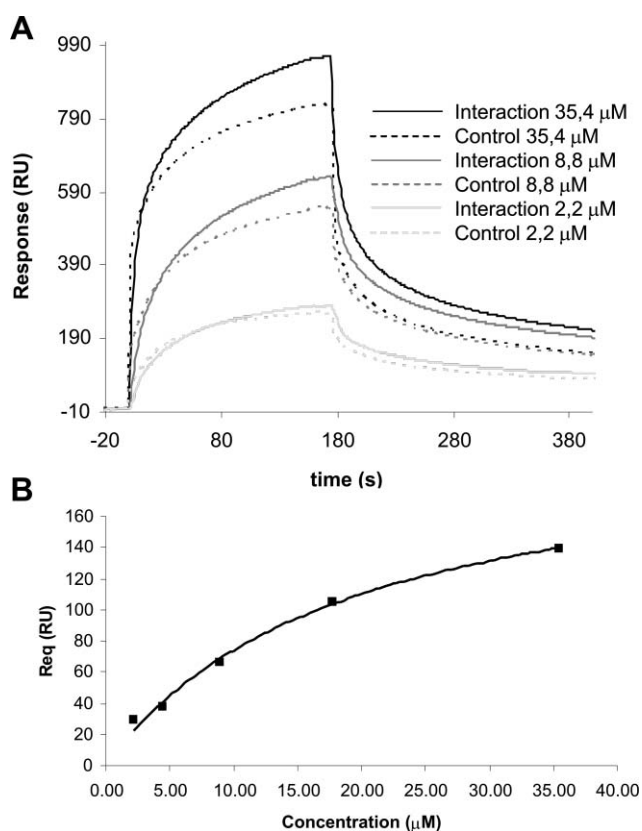 A
990
790
590
390
190
-10
Response (RU)
-20 80 180 280 380
time (s)
Interaction 35,4 μM
Control 35,4 μM
Interaction 8,8 μM
Control 8,8 μM
Interaction 2,2 μM
Control 2,2 μM
B
160
140
120
100
80
60
40
20
0
Req (RU)
0.00 5.00 10.00 15.00 20.00 25.00 30.00 35.00 40.00
Concentration (μM)